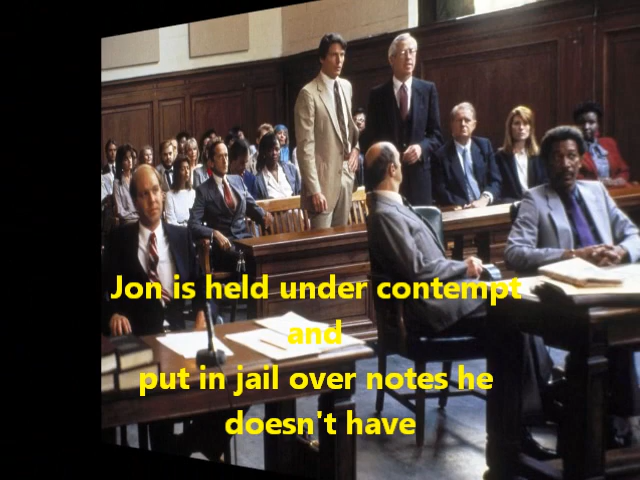 Jon is held under contempt
and
put in jail over notes he
doesn't have